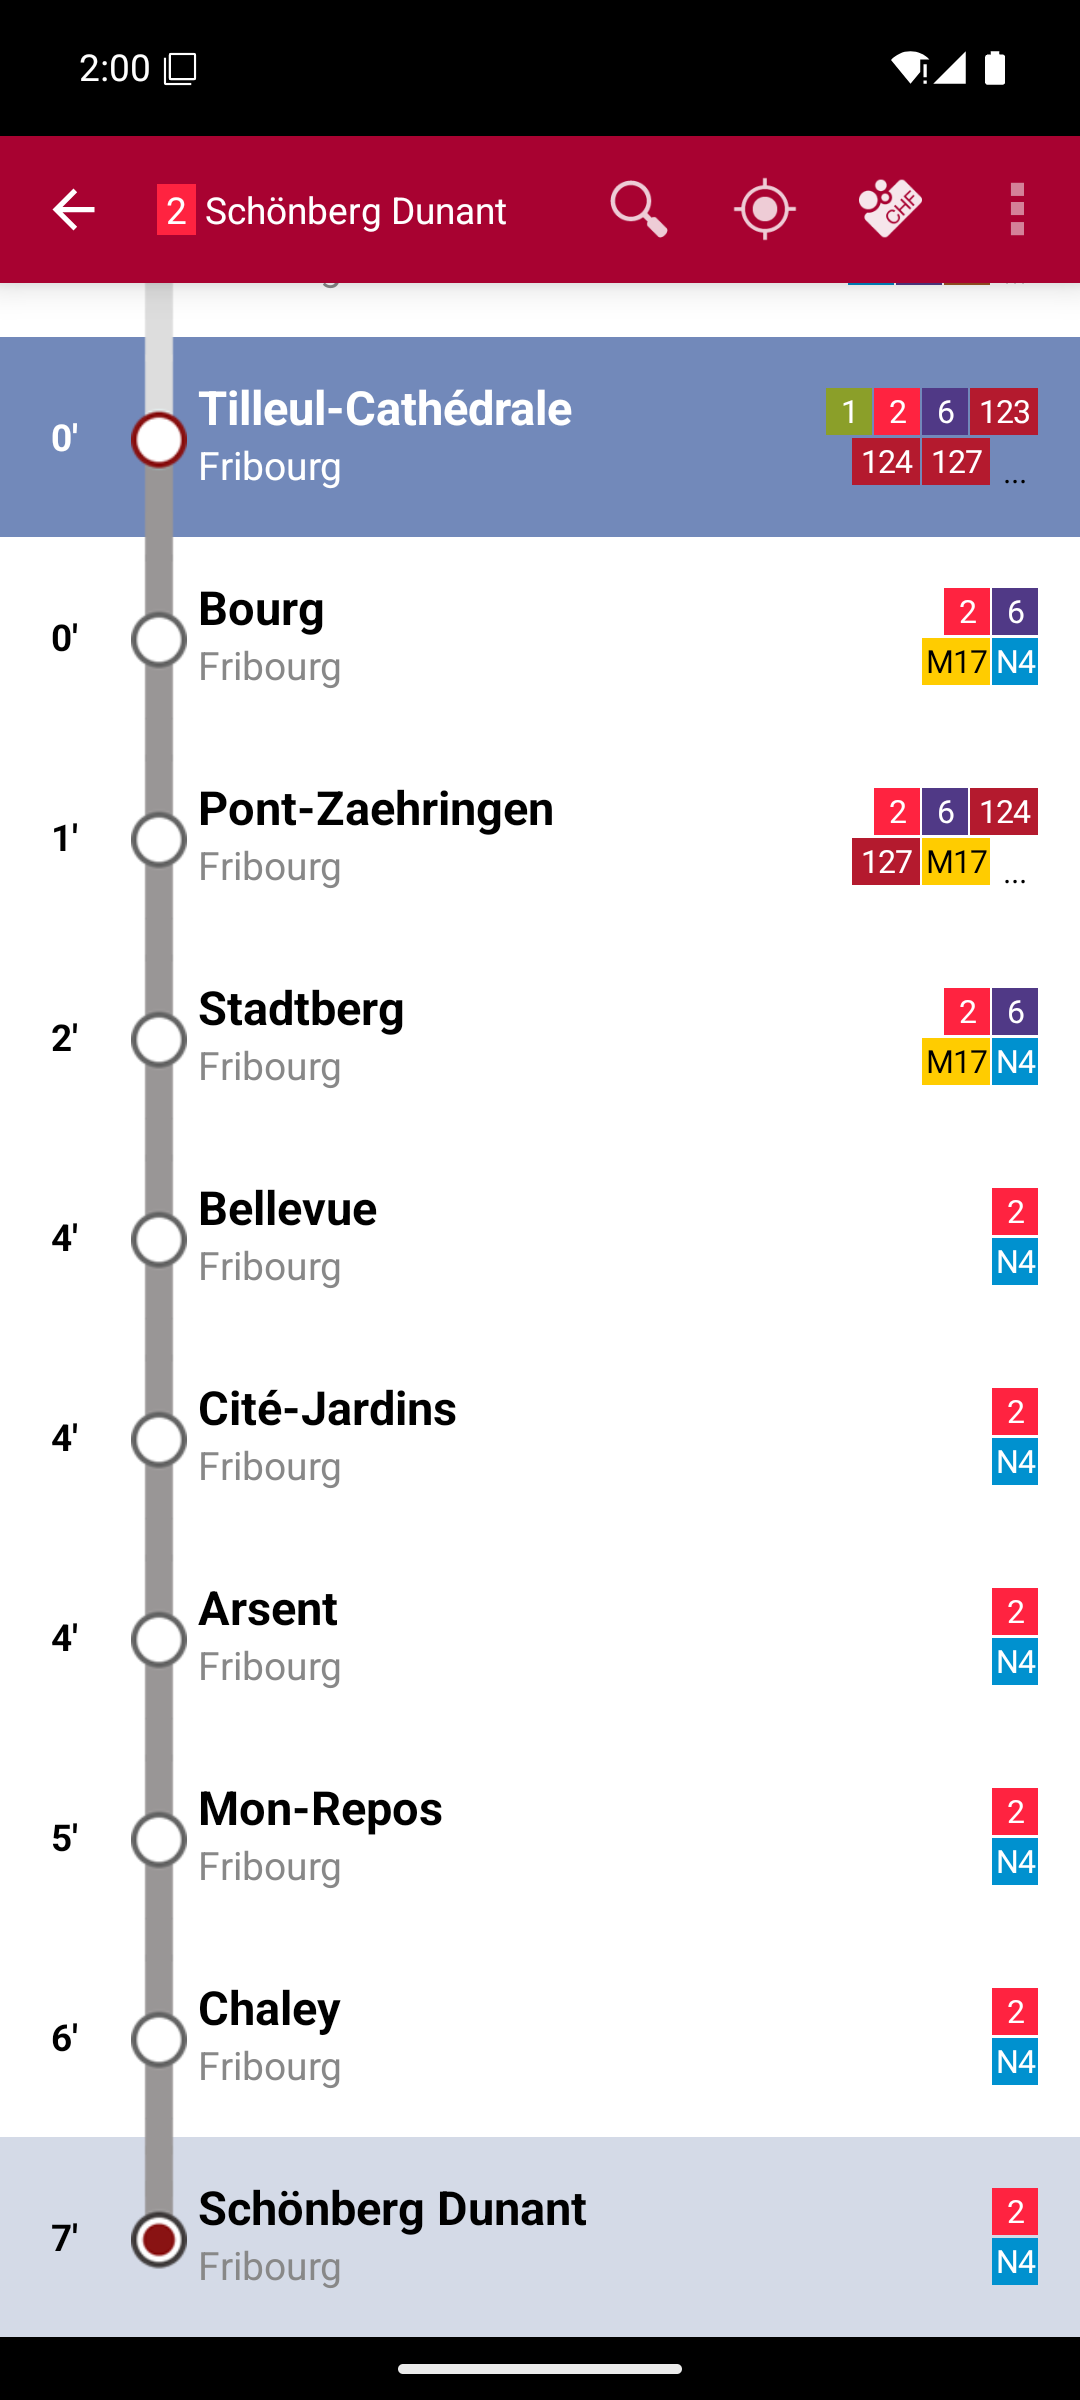 2:00
2 Schönberg Dunant
CHF
0' Tilleul-Cathédrale 1 2 6 123
Fribourg 124 127 ...
0' Bourg 2 6
Fribourg M17 N4
1' Pont-Zaehringen 2 6 124
Fribourg 127 M17 ...
2' Stadtberg 2 6
Fribourg M17 N4
4' Bellevue 2
Fribourg N4
4' Cité-Jardins 2
Fribourg N4
4' Arsent 2
Fribourg N4
5' Mon-Repos 2
Fribourg N4
6' Chaley 2
Fribourg N4
7' Schönberg Dunant 2
Fribourg N4